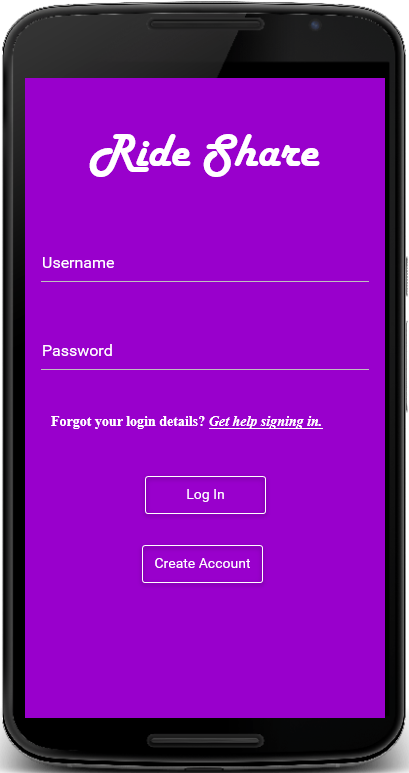 Ride Share
Username
Password
Forgot your login details? Get help signing in.
Log In
Create Account